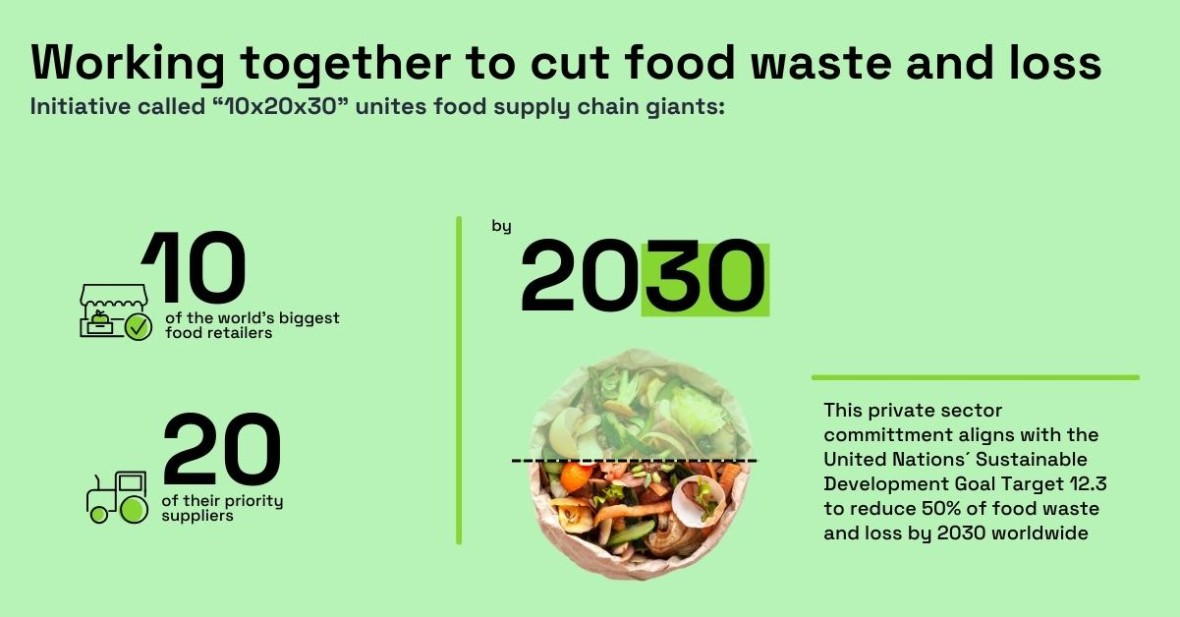 Working together to cut food waste and loss
Initiative called “10x20x30” unites food supply chain giants:
10
of the world's biggest
food retailers
20
of their priority
suppliers
by
2030
This private sector
committment aligns with the
United Nations´ Sustainable
Development Goal Target 12.3
to reduce 50% of food waste
and loss by 2030 worldwide